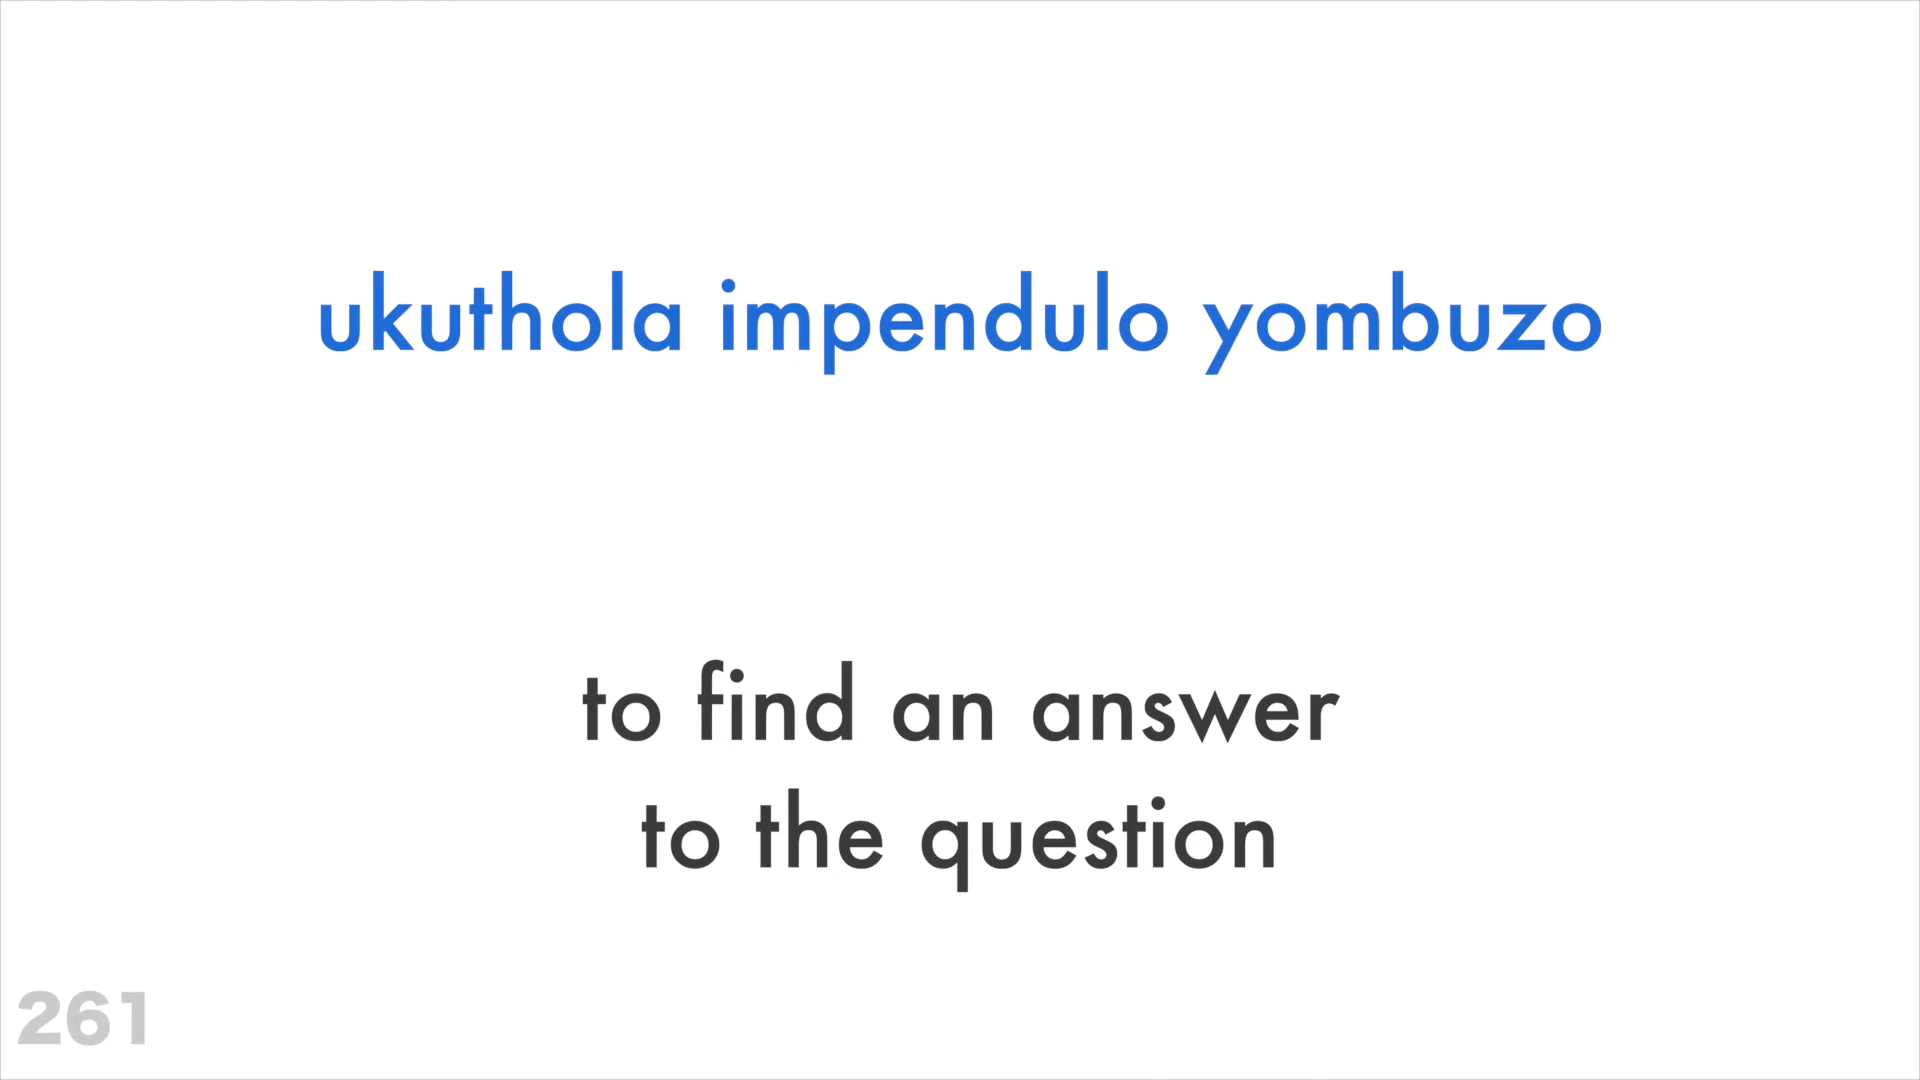 ukuthola impendulo yombuzo
to find an answer
to the question
261